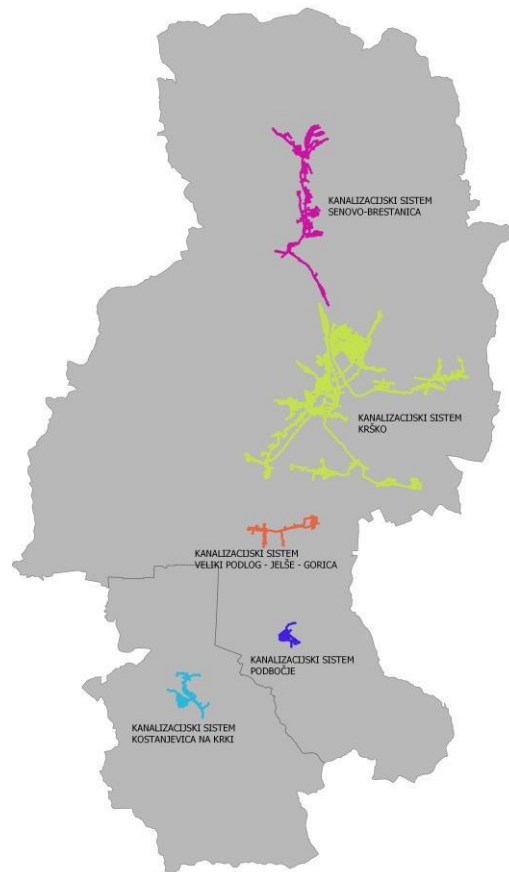 KANALIZACIJSKI SISTEM
SENOVO-BRESTANICA
KANALIZACIJSKI SISTEM
KRŠKO
KANALIZACIJSKI SISTEM
VELIKI PODLOG - JELŠE - GORICA
KANALIZACIJSKI SISTEM
PODBOČJE
KANALIZACIJSKI SISTEM
KOSTANJEVICA NA KRKI